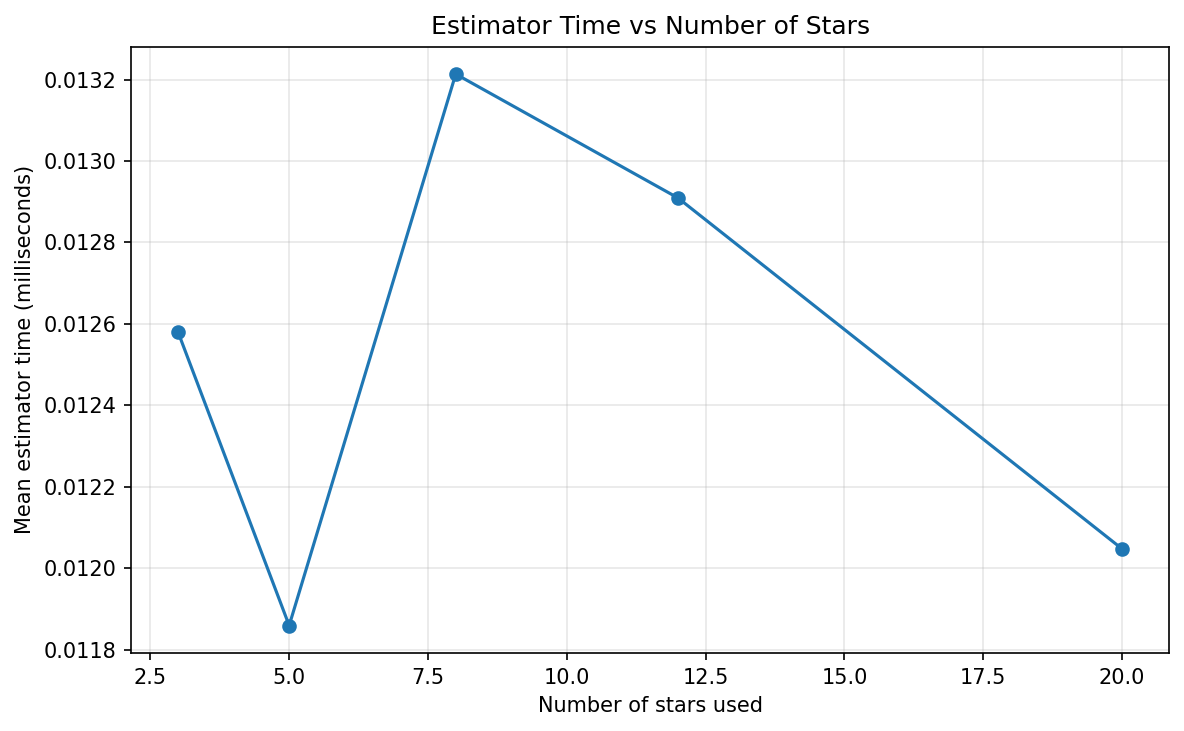 Estimator Time vs Number of Stars
Mean estimator time (milliseconds)
0.0132
0.0130
0.0128
0.0126
0.0124
0.0122
0.0120
0.0118
2.5 5.0 7.5 10.0 12.5 15.0 17.5 20.0
Number of stars used